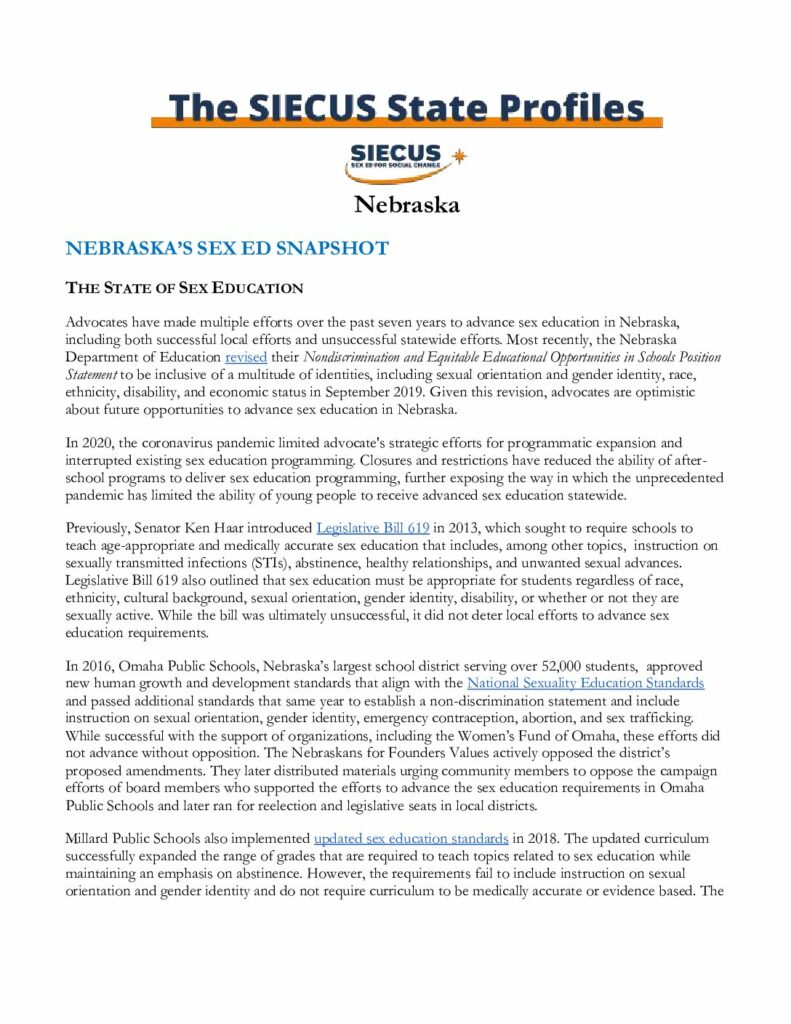 The SIECUS State Profiles
SIECUS
SEX ED FOR SOCIAL CHANGE
Nebraska
NEBRASKA'S SEX ED SNAPSHOT
THE STATE OF SEX EDUCATION
Advocates have made multiple efforts over the past seven years to advance sex education in Nebraska,
including both successful local efforts and unsuccessful statewide efforts. Most recently, the Nebraska
Department of Education revised their Nondiscrimination and Equitable Educational Opportunities in Schools Position
Statement to be inclusive of a multitude of identities, including sexual orientation and gender identity, race,
ethnicity, disability, and economic status in September 2019. Given this revision, advocates are optimistic
about future opportunities to advance sex education in Nebraska.
In 2020, the coronavirus pandemic limited advocate's strategic efforts for programmatic expansion and
interrupted existing sex education programming. Closures and restrictions have reduced the ability of after-
school programs to deliver sex education programming, further exposing the way in which the unprecedented
pandemic has limited the ability of young people to receive advanced sex education statewide.
Previously, Senator Ken Haar introduced Legislative Bill 619 in 2013, which sought to require schools to
teach age-appropriate and medically accurate sex education that includes, among other topics, instruction on
sexually transmitted infections (STIs), abstinence, healthy relationships, and unwanted sexual advances.
Legislative Bill 619 also outlined that sex education must be appropriate for students regardless of race,
ethnicity, cultural background, sexual orientation, gender identity, disability, or whether or not they are
sexually active. While the bill was ultimately unsuccessful, it did not deter local efforts to advance sex
education requirements.
In 2016, Omaha Public Schools, Nebraska's largest school district serving over 52,000 students, approved
new human growth and development standards that align with the National Sexuality Education Standards
and passed additional standards that same year to establish a non-discrimination statement and include
instruction on sexual orientation, gender identity, emergency contraception, abortion, and sex trafficking.
While successful with the support of organizations, including the Women's Fund of Omaha, these efforts did
not advance without opposition. The Nebraskans for Founders Values actively opposed the district's
proposed amendments. They later distributed materials urging community members to oppose the campaign
efforts of board members who supported the efforts to advance the sex education requirements in Omaha
Public Schools and later ran for reelection and legislative seats in local districts.
Millard Public Schools also implemented updated sex education standards in 2018. The updated curriculum
successfully expanded the range of grades that are required to teach topics related to sex education while
maintaining an emphasis on abstinence. However, the requirements fail to include instruction on sexual
orientation and gender identity and do not require curriculum to be medically accurate or evidence based. The